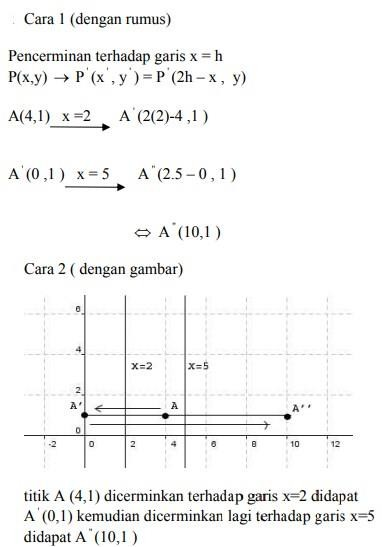 Cara 1 (dengan rumus)
Pencerminan terhadap garis x = h
P(x,y) → P'(x', y') = P'(2h – x , y)
A(4,1) x =2 A'(2(2)-4 ,1 )
A'(0 ,1 ) x = 5 A"(2.5 – 0 , 1 )
⇔ A"(10,1 )
Cara 2 ( dengan gambar)
6
4
X=2 X=5
2
A' A A''
0
-2 0 2 4 6 8 10 12
titik A (4,1) dicerminkan terhadap garis x=2 didapat
A'(0,1) kemudian dicerminkan lagi terhadap garis x=5
didapat A"(10,1 )